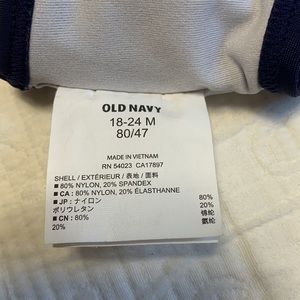 OLD NAVY
18-24 M
80/47
MADE IN VIETNAM
RN 54023 CA17897
SHELL / EXTÉRIEUR / 表地 / 面料
■ 80% NYLON, 20% SPANDEX
■ CA : 80% NYLON, 20% ÉLASTHANNE
■ JP : ナイロン 80%
ポリウレタン 20%
■ CN : 80% 锦纶
20% 氨纶